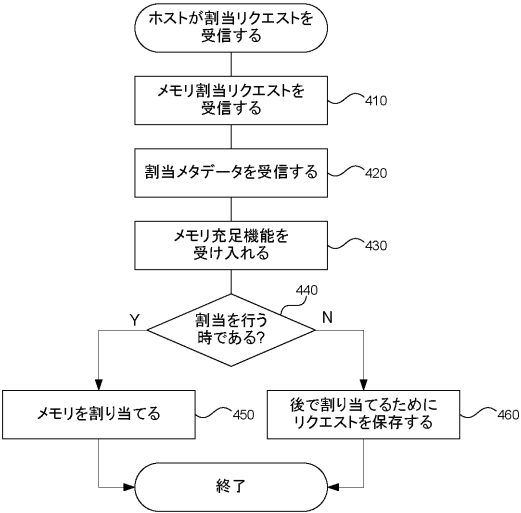 ホストが割当リクエストを
受信する
メモリ割当リクエストを
受信する
410
割当メタデータを受信する
420
メモリ充足機能を
受け入れる
430
440
割当を行う
時である?
Y
N
メモリを割り当てる
450
後で割り当てるために
リクエストを保存する
460
終了